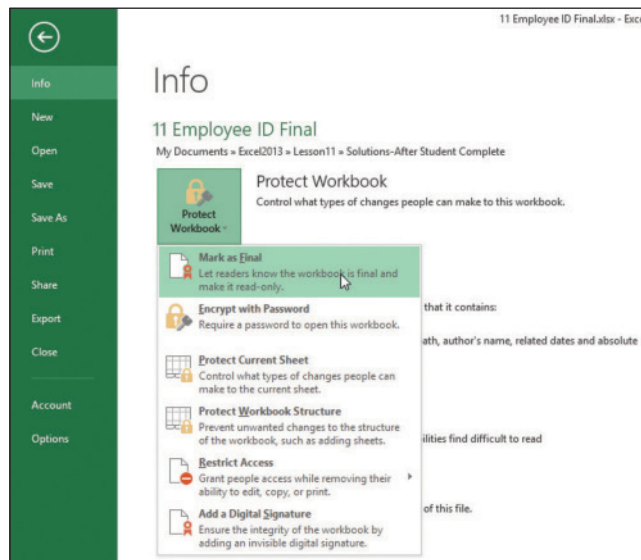 11 Employee ID Final.xlsx - Exce
Info
Info
New
11 Employee ID Final
Open
My Documents » Excel2013 » Lesson11 » Solutions-After Student Complete
Save
Protect Workbook
Control what types of changes people can make to this workbook.
Protect
Workbook
Save As
Print
Share
Export
Close
Account
Options
Mark as Final
Let readers know the workbook is final and
make it read-only.
Encrypt with Password
Require a password to open this workbook.
Protect Current Sheet
Control what types of changes people can
make to the current sheet.
Protect Workbook Structure
Prevent unwanted changes to the structure
of the workbook, such as adding sheets.
Restrict Access
Grant people access while removing their
ability to edit, copy, or print.
Add a Digital Signature
Ensure the integrity of the workbook by
adding an invisible digital signature.
that it contains:
ath, author's name, related dates and absolute
ilities find difficult to read
of this file.